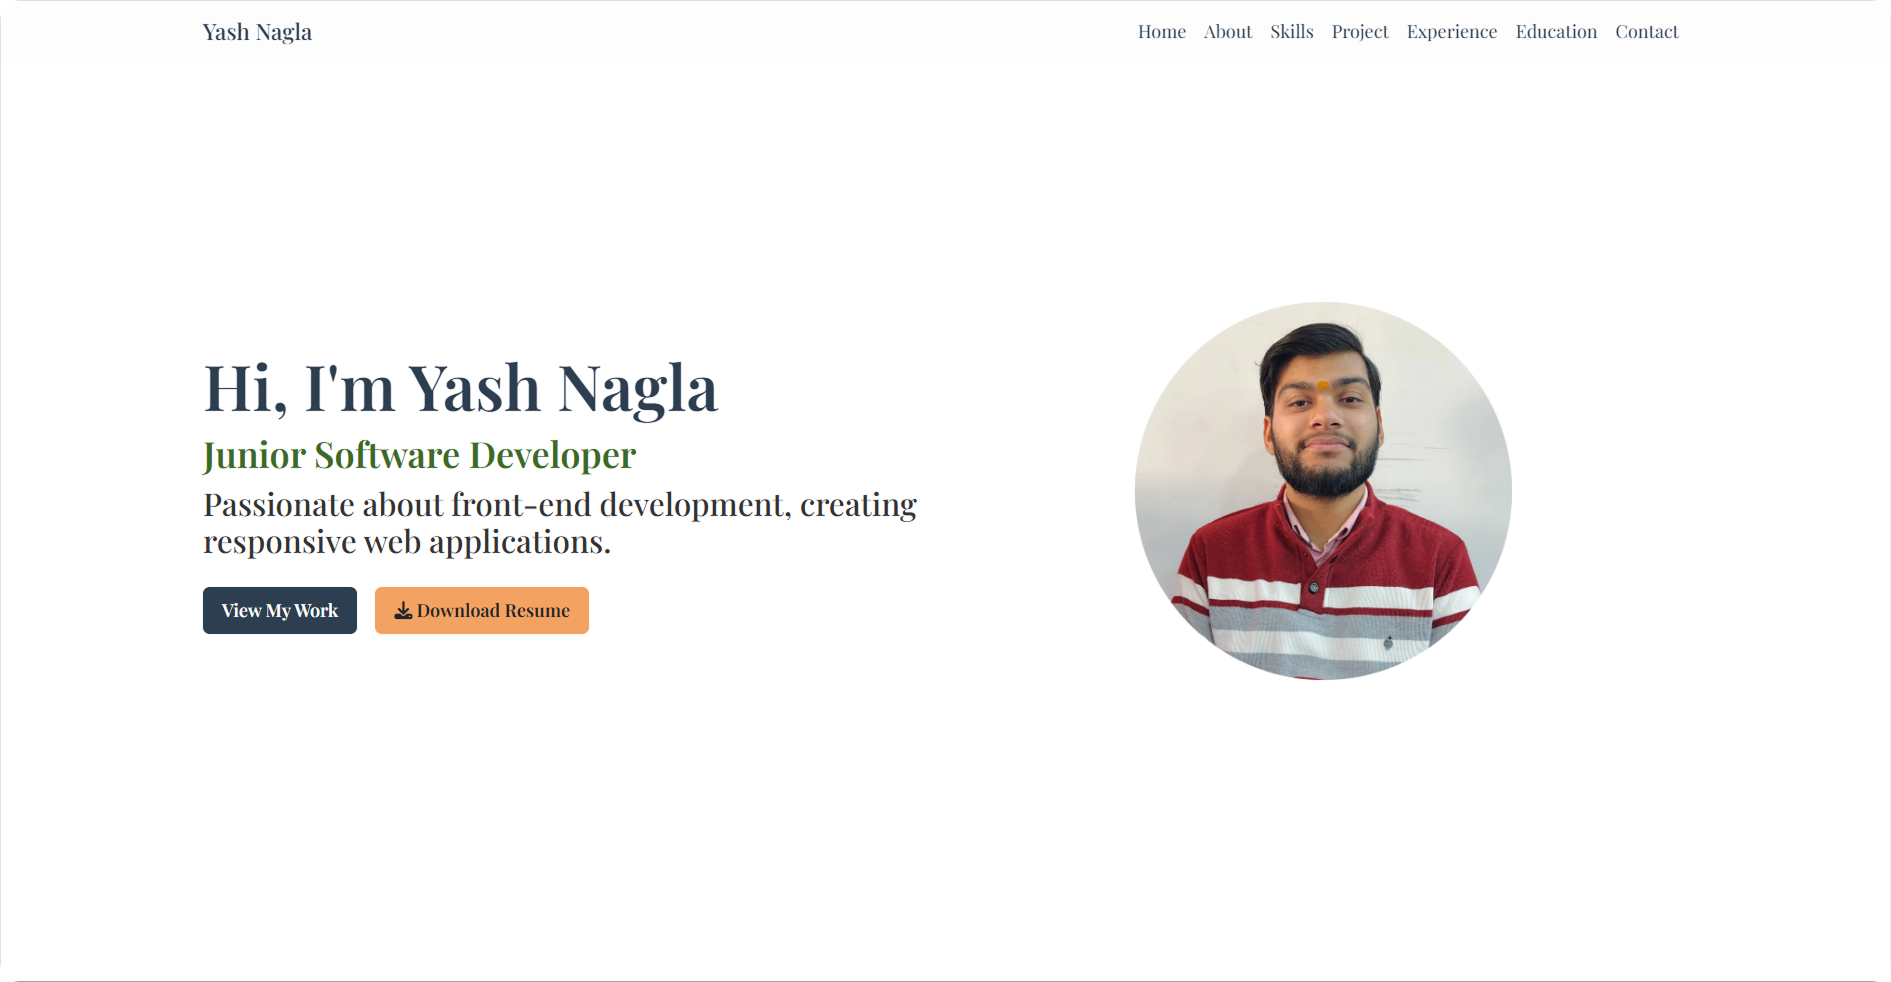 Yash Nagla
Home About Skills Project Experience Education Contact
Hi, I'm Yash Nagla
Junior Software Developer
Passionate about front-end development, creating
responsive web applications.
View My Work
Download Resume